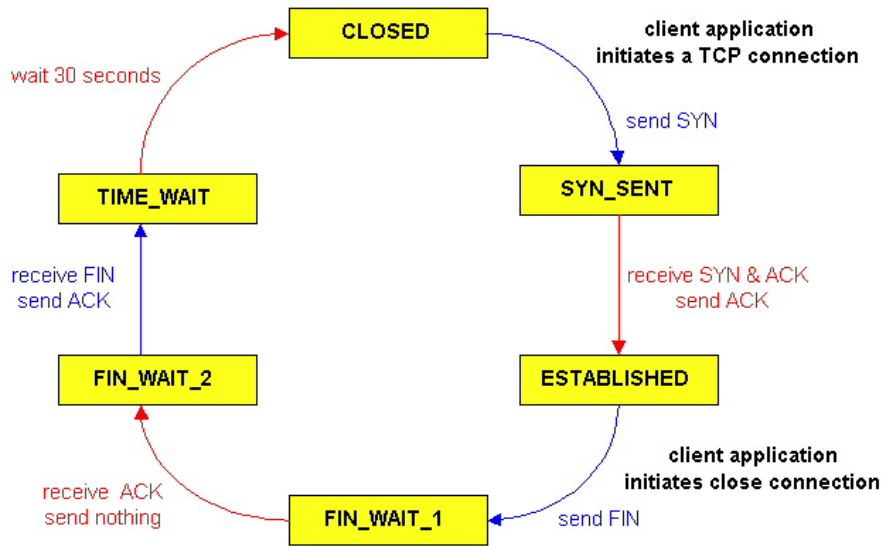 CLOSED
client application
initiates a TCP connection
wait 30 seconds
send SYN
TIME_WAIT
SYN_SENT
receive FIN
send ACK
receive SYN & ACK
send ACK
FIN_WAIT_2
ESTABLISHED
client application
initiates close connection
receive ACK
send nothing
FIN_WAIT_1
send FIN